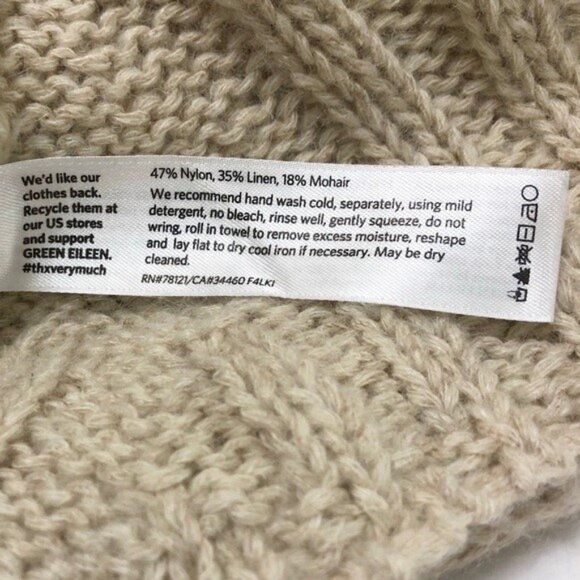 We'd like our
clothes back.
Recycle them at
our US stores
and support
GREEN EILEEN.
#thxverymuch
47% Nylon, 35% Linen, 18% Mohair
We recommend hand wash cold, separately, using mild
detergent, no bleach, rinse well, gently squeeze, do not
wring, roll in towel to remove excess moisture, reshape
and lay flat to dry cool iron if necessary. May be dry
cleaned.
RN#78121/CA#34460 F4LKI